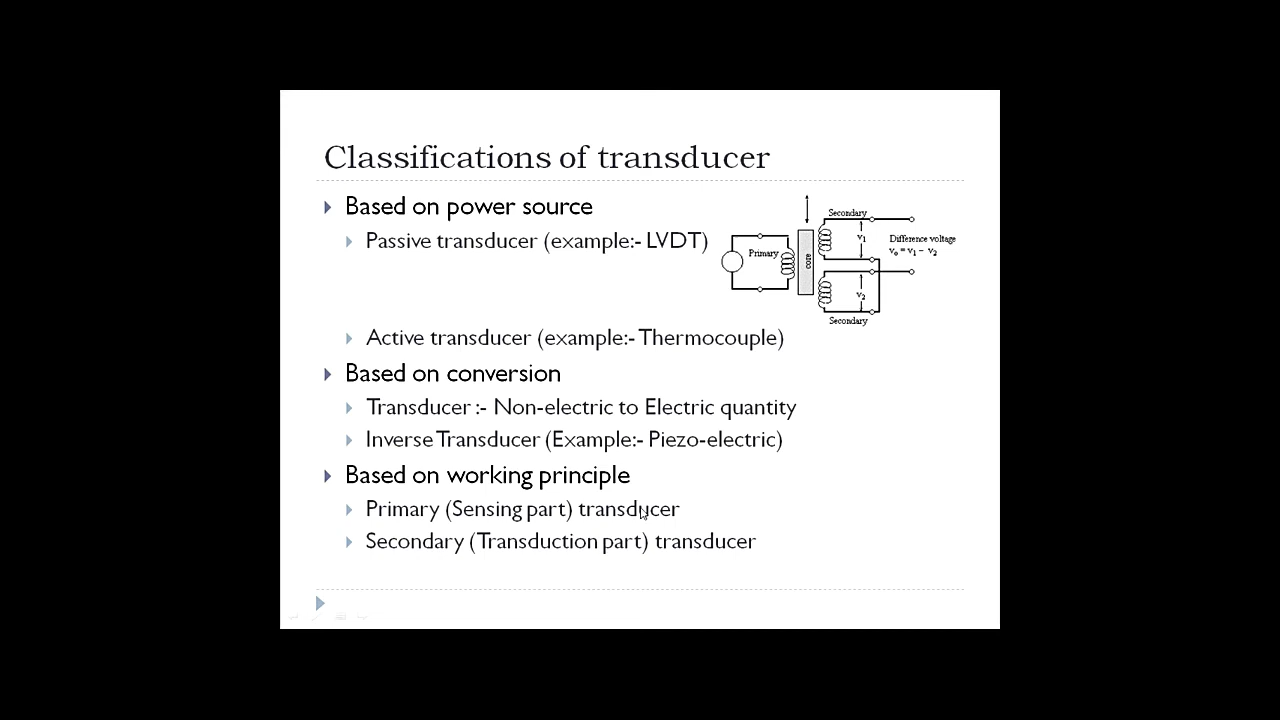 Classifications of transducer
Based on power source
Passive transducer (example:- LVDT)
Secondary
v1
Difference voltage
vo = v1 - v2
Primary
core
v2
Secondary
Active transducer (example:- Thermocouple)
Based on conversion
Transducer :- Non-electric to Electric quantity
Inverse Transducer (Example:- Piezo-electric)
Based on working principle
Primary (Sensing part) transducer
Secondary (Transduction part) transducer